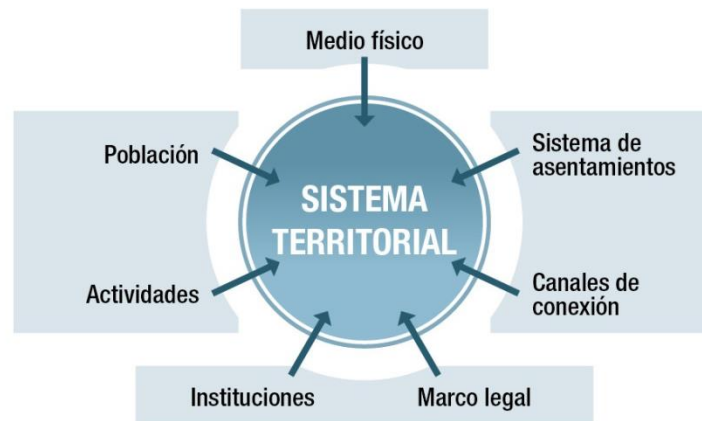 Medio físico
Población
Sistema de
asentamientos
SISTEMA
TERRITORIAL
Actividades
Canales de
conexión
Instituciones
Marco legal